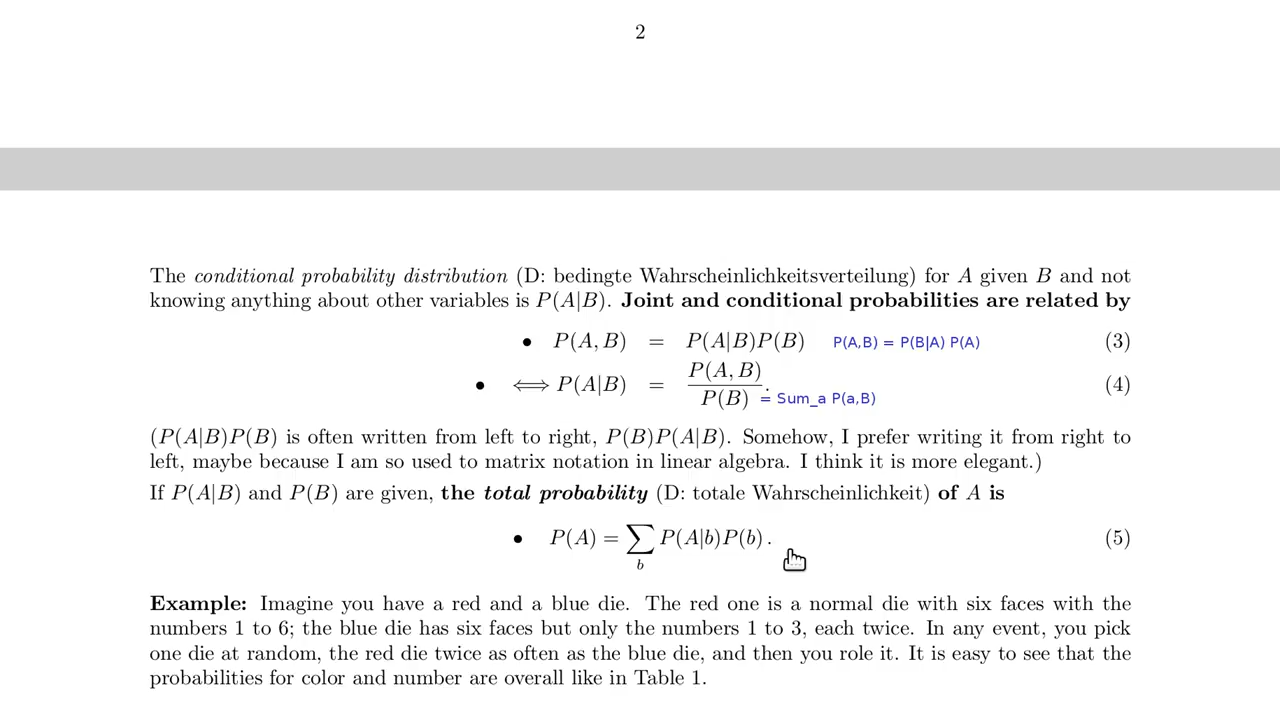 2
The conditional probability distribution (D: bedingte Wahrscheinlichkeitsverteilung) for A given B and not
knowing anything about other variables is P(A|B). Joint and conditional probabilities are related by
• P(A, B) = P(A|B)P(B) P(A,B) = P(B|A) P(A) (3)
• ⟺ P(A|B) = P(A, B) / P(B) . = Sum_a P(a,B) (4)
(P(A|B)P(B) is often written from left to right, P(B)P(A|B). Somehow, I prefer writing it from right to
left, maybe because I am so used to matrix notation in linear algebra. I think it is more elegant.)
If P(A|B) and P(B) are given, the total probability (D: totale Wahrscheinlichkeit) of A is
• P(A) = ∑_b P(A|b)P(b) . (5)
Example: Imagine you have a red and a blue die. The red one is a normal die with six faces with the
numbers 1 to 6; the blue die has six faces but only the numbers 1 to 3, each twice. In any event, you pick
one die at random, the red die twice as often as the blue die, and then you role it. It is easy to see that the
probabilities for color and number are overall like in Table 1.